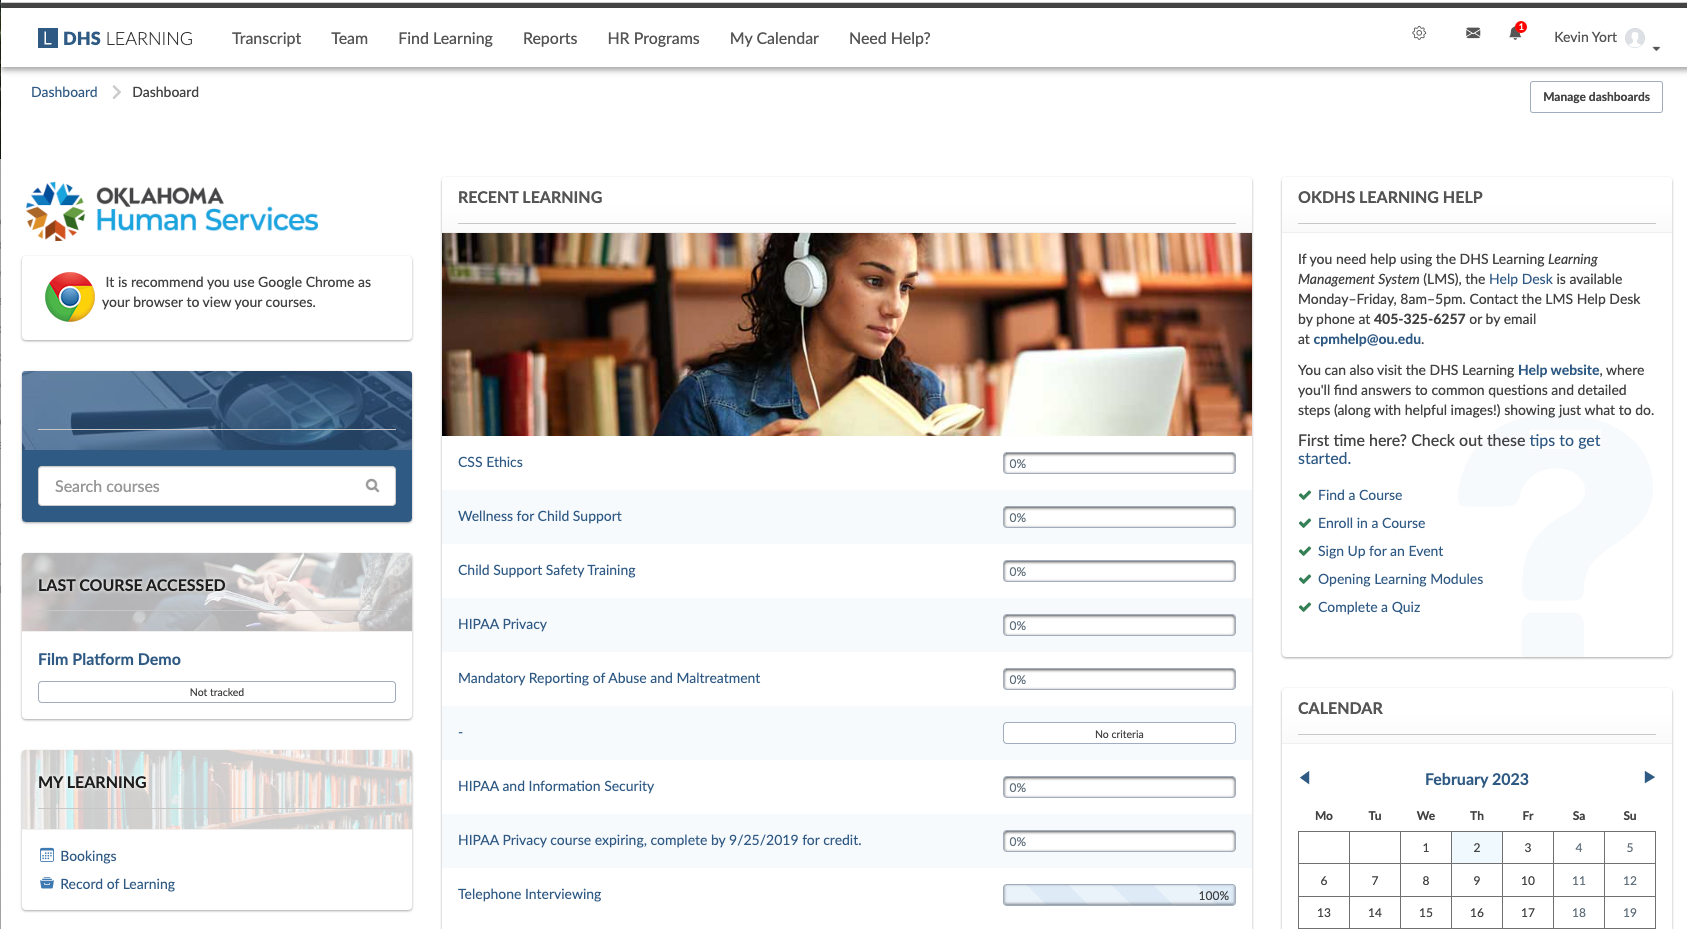 L DHS LEARNING
Transcript
Team
Find Learning
Reports
HR Programs
My Calendar
Need Help?
1
Kevin Yort
Dashboard
Dashboard
Manage dashboards
OKLAHOMA
Human Services
It is recommend you use Google Chrome as
your browser to view your courses.
Search courses
LAST COURSE ACCESSED
Film Platform Demo
Not tracked
MY LEARNING
Bookings
Record of Learning
RECENT LEARNING
CSS Ethics 0%
Wellness for Child Support 0%
Child Support Safety Training 0%
HIPAA Privacy 0%
Mandatory Reporting of Abuse and Maltreatment 0%
- No criteria
HIPAA and Information Security 0%
HIPAA Privacy course expiring, complete by 9/25/2019 for credit. 0%
Telephone Interviewing 100%
OKDHS LEARNING HELP
If you need help using the DHS Learning Learning
Management System (LMS), the Help Desk is available
Monday–Friday, 8am–5pm. Contact the LMS Help Desk
by phone at 405-325-6257 or by email
at cpmhelp@ou.edu.
You can also visit the DHS Learning Help website, where
you'll find answers to common questions and detailed
steps (along with helpful images!) showing just what to do.
First time here? Check out these tips to get
started.
Find a Course
Enroll in a Course
Sign Up for an Event
Opening Learning Modules
Complete a Quiz
?
CALENDAR
February 2023
Mo Tu We Th Fr Sa Su
1 2 3 4 5
6 7 8 9 10 11 12
13 14 15 16 17 18 19